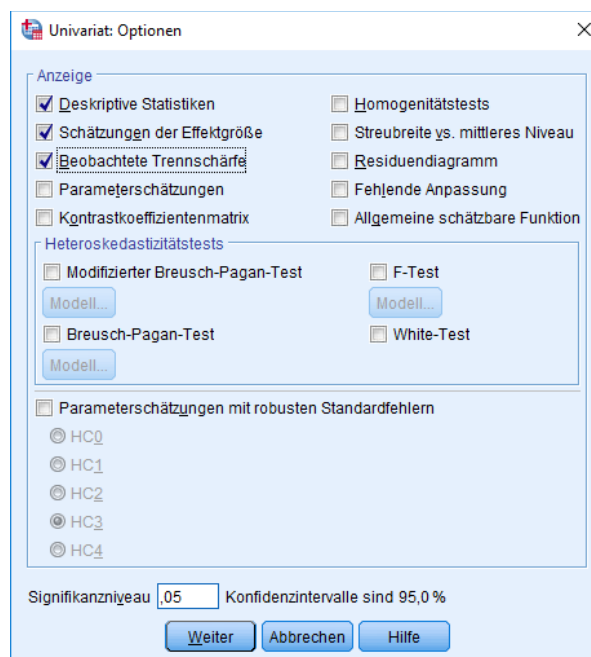 Univariat: Optionen
Anzeige
Deskriptive Statistiken
Schätzungen der Effektgröße
Beobachtete Trennschärfe
Parameterschätzungen
Kontrastkoeffizientenmatrix
Homogenitätstests
Streubreite vs. mittleres Niveau
Residuendiagramm
Fehlende Anpassung
Allgemeine schätzbare Funktion
Heteroskedastizitätstests
Modifizierter Breusch-Pagan-Test
F-Test
Modell...
Modell...
Breusch-Pagan-Test
White-Test
Modell...
Parameterschätzungen mit robusten Standardfehlern
HC0
HC1
HC2
HC3
HC4
Signifikanzniveau ,05 Konfidenzintervalle sind 95,0 %
Weiter Abbrechen Hilfe